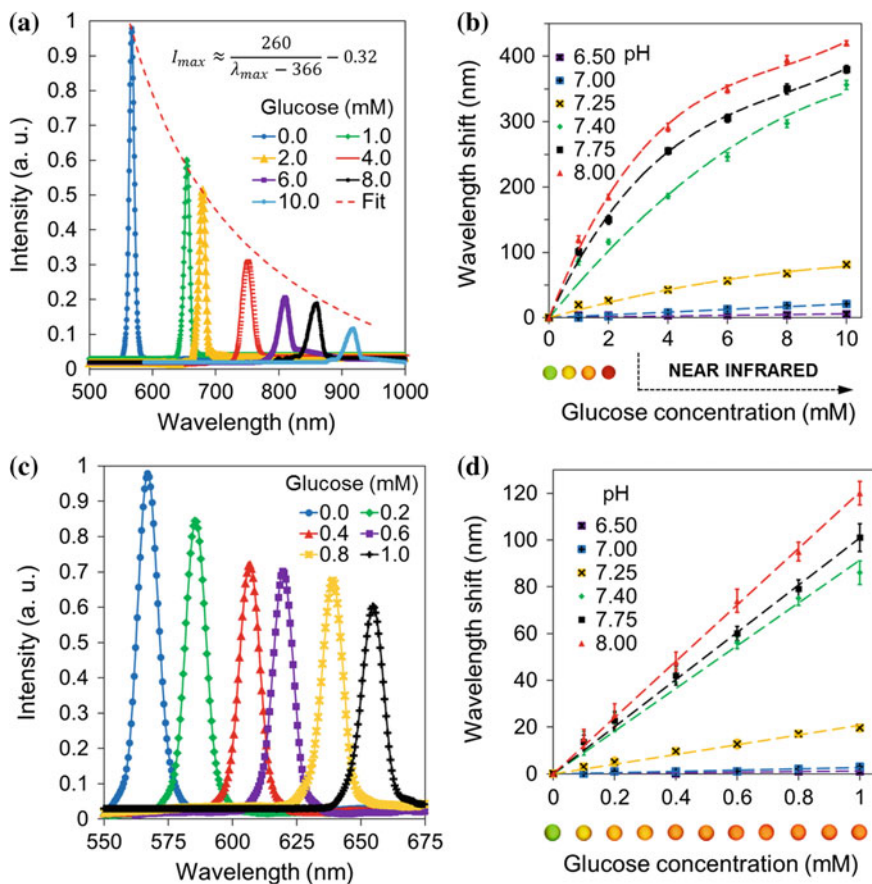 (a)
Intensity (a. u.)
1
0.9
0.8
0.7
0.6
0.5
0.4
0.3
0.2
0.1
0
I_max ≈ 260 / (λ_max − 366) − 0.32
Glucose (mM)
0.0 1.0
2.0 4.0
6.0 8.0
10.0 Fit
500 600 700 800 900 1000
Wavelength (nm)
(b)
Wavelength shift (nm)
400
300
200
100
0
6.50 pH
7.00
7.25
7.40
7.75
8.00
0 2 4 6 8 10
NEAR INFRARED
Glucose concentration (mM)
(c)
Intensity (a. u.)
1
0.9
0.8
0.7
0.6
0.5
0.4
0.3
0.2
0.1
0
Glucose (mM)
0.0 0.2
0.4 0.6
0.8 1.0
550 575 600 625 650 675
Wavelength (nm)
(d)
Wavelength shift (nm)
120
100
80
60
40
20
0
pH
6.50
7.00
7.25
7.40
7.75
8.00
0 0.2 0.4 0.6 0.8 1
Glucose concentration (mM)